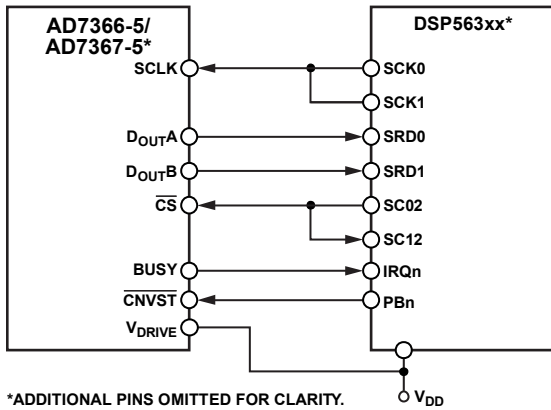 AD7366-5/
AD7367-5*
DSP563xx*
SCLK
SCK0
SCK1
DOUTA
SRD0
DOUTB
SRD1
CS
SC02
SC12
BUSY
IRQn
CNVST
PBn
VDRIVE
*ADDITIONAL PINS OMITTED FOR CLARITY.
VDD